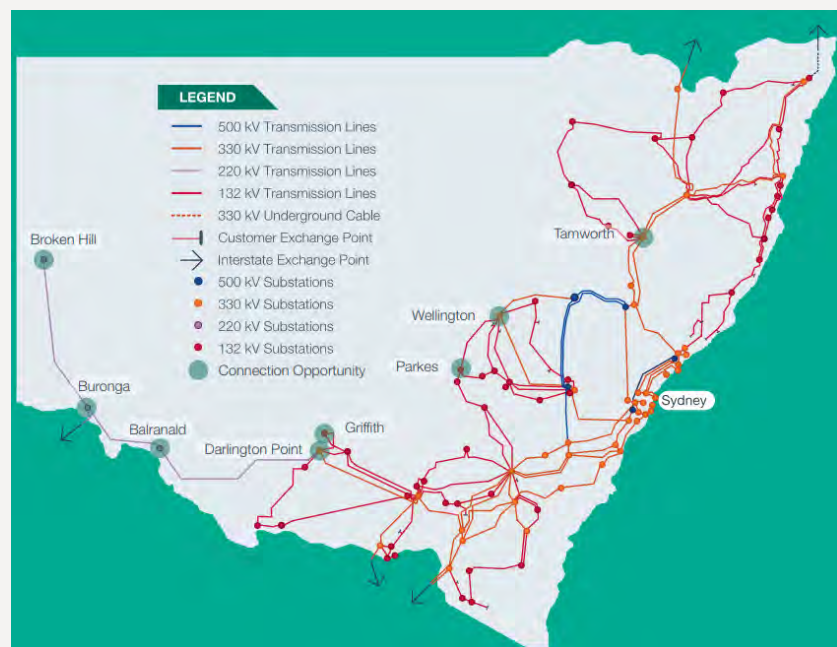 LEGEND
500 kV Transmission Lines
330 kV Transmission Lines
220 kV Transmission Lines
132 kV Transmission Lines
330 kV Underground Cable
Customer Exchange Point
Interstate Exchange Point
500 kV Substations
330 kV Substations
220 kV Substations
132 kV Substations
Connection Opportunity
Broken Hill
Tamworth
Wellington
Parkes
Buronga
Sydney
Griffith
Balranald
Darlington Point